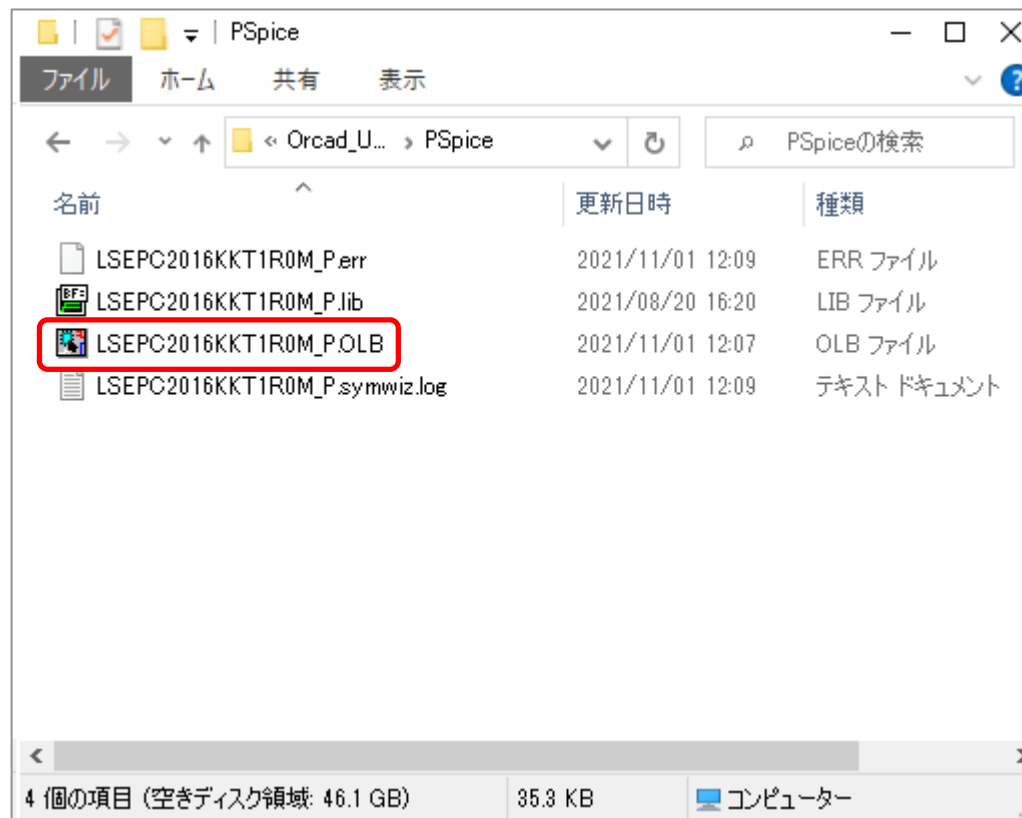 PSpice
ファイル ホーム 共有 表示
« Orcad_U... › PSpice PSpiceの検索
名前 更新日時 種類
LSEPC2016KKT1R0M_P.err 2021/11/01 12:09 ERR ファイル
LSEPC2016KKT1R0M_P.lib 2021/08/20 16:20 LIB ファイル
LSEPC2016KKT1R0M_P.OLB 2021/11/01 12:07 OLB ファイル
LSEPC2016KKT1R0M_P.symwiz.log 2021/11/01 12:09 テキスト ドキュメント
4 個の項目 (空きディスク領域: 46.1 GB) 35.3 KB コンピューター